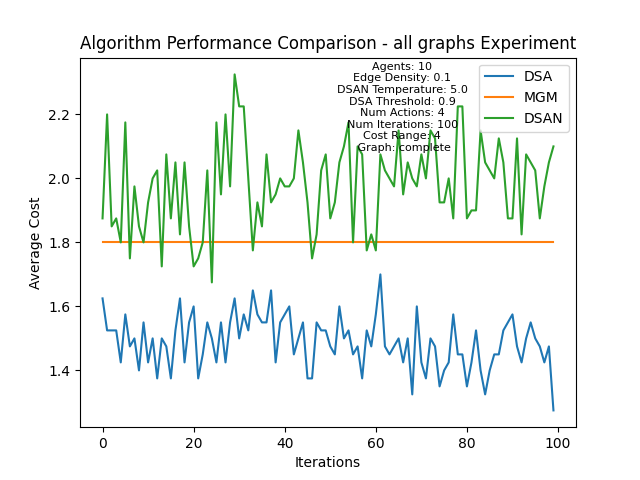 Algorithm Performance Comparison - all graphs Experiment
Agents: 10
Edge Density: 0.1
DSAN Temperature: 5.0
DSA Threshold: 0.9
Num Actions: 4
Num Iterations: 100
Cost Range: 4
Graph: complete
DSA
MGM
DSAN
Average Cost
2.2
2.0
1.8
1.6
1.4
0
20
40
60
80
100
Iterations